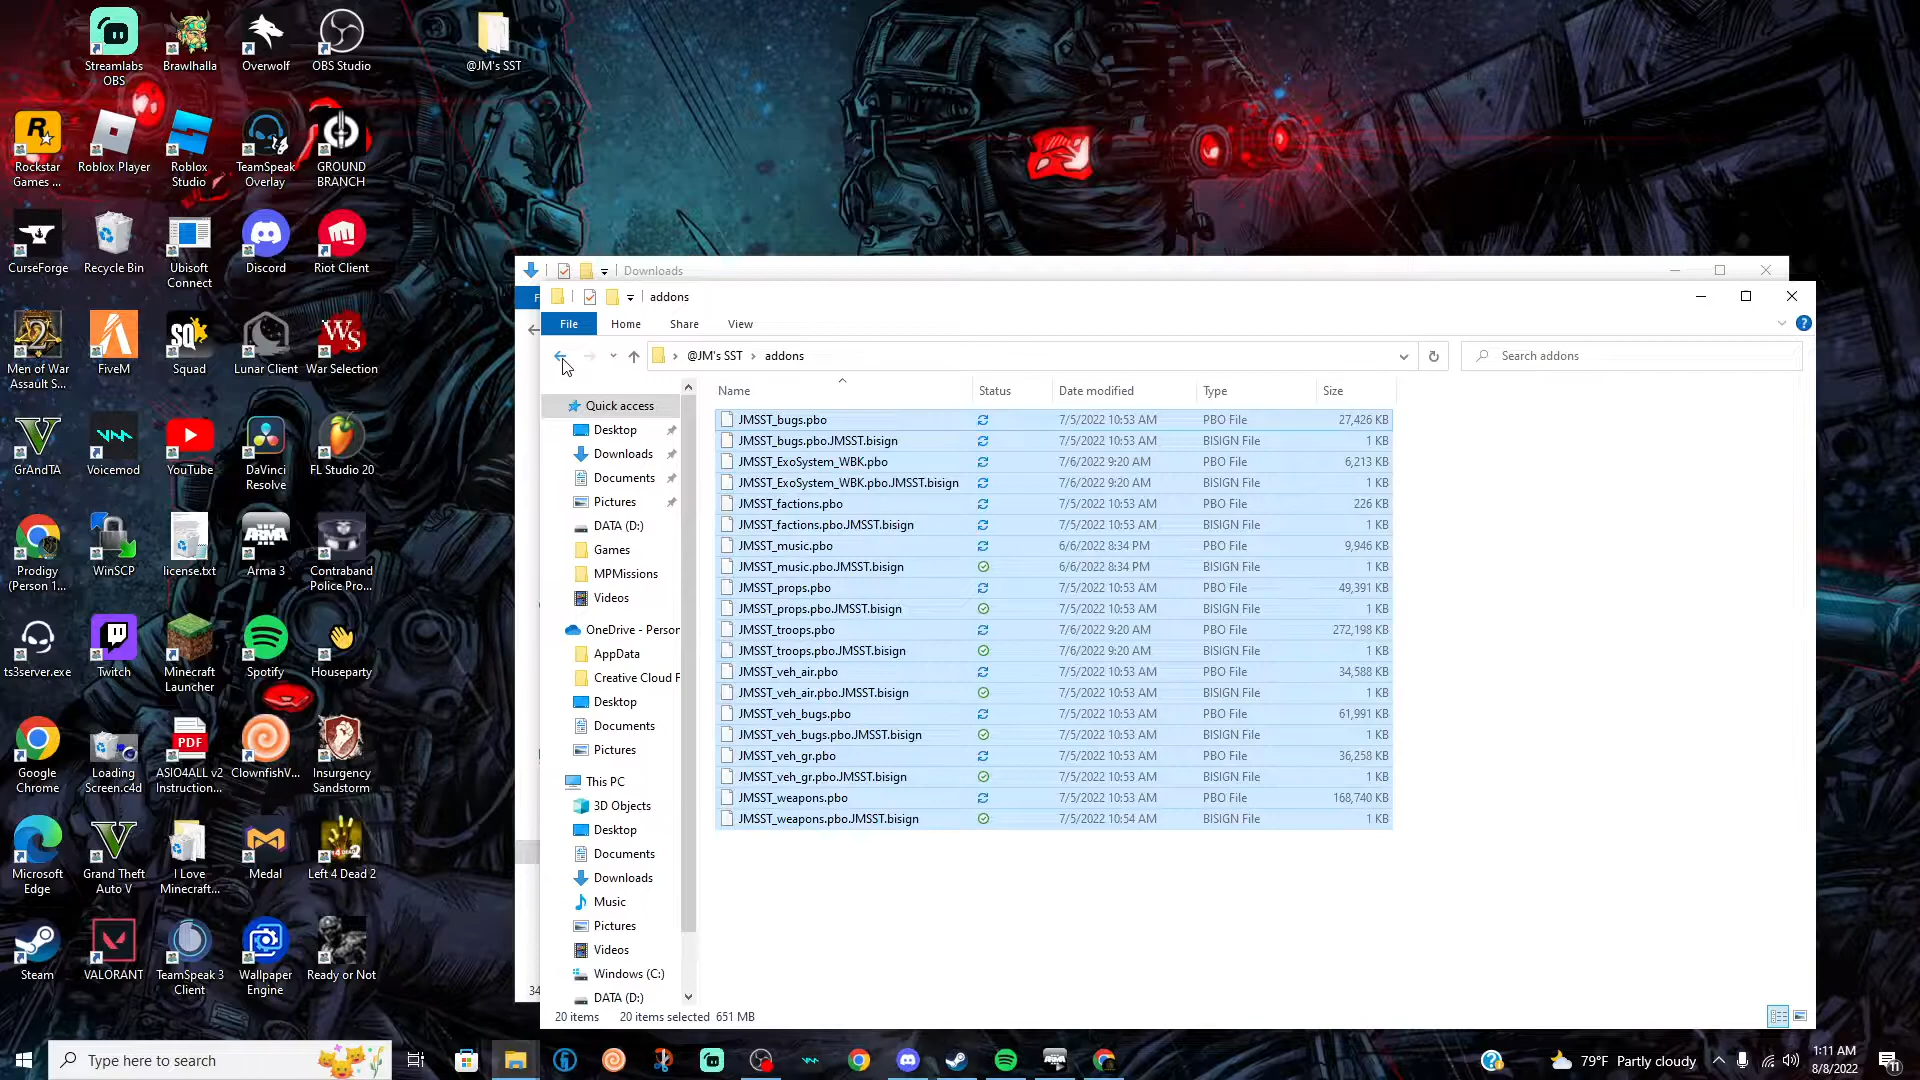 Streamlabs
OBS
Brawlhalla
Overwolf
OBS Studio
@JM's SST
Rockstar
Games ...
Roblox Player
Roblox
Studio
TeamSpeak
Overlay
GROUND
BRANCH
CurseForge
Recycle Bin
Ubisoft
Connect
Discord
Riot Client
Men of War
Assault S...
FiveM
Squad
Lunar Client
War Selection
GrAndTA
Voicemod
YouTube
DaVinci
Resolve
FL Studio 20
Prodigy
(Person 1...
WinSCP
license.txt
Arma 3
Contraband
Police Pro...
ts3server.exe
Twitch
Minecraft
Launcher
Spotify
Houseparty
Google
Chrome
Loading
Screen.c4d
ASIO4ALL v2
Instruction...
ClownfishV...
Insurgency
Sandstorm
Microsoft
Edge
Grand Theft
Auto V
I Love
Minecraft...
Medal
Left 4 Dead 2
Steam
VALORANT
TeamSpeak 3
Client
Wallpaper
Engine
Ready or Not
Downloads
addons
File
Home
Share
View
@JM's SST
addons
Search addons
Quick access
Desktop
Downloads
Documents
Pictures
DATA (D:)
Games
MPMissions
Videos
OneDrive - Person
AppData
Creative Cloud F
Desktop
Documents
Pictures
This PC
3D Objects
Desktop
Documents
Downloads
Music
Pictures
Videos
Windows (C:)
DATA (D:)
Name Status Date modified Type Size
JMSST_bugs.pbo 7/5/2022 10:53 AM PBO File 27,426 KB
JMSST_bugs.pbo.JMSST.bisign 7/5/2022 10:53 AM BISIGN File 1 KB
JMSST_ExoSystem_WBK.pbo 7/6/2022 9:20 AM PBO File 6,213 KB
JMSST_ExoSystem_WBK.pbo.JMSST.bisign 7/6/2022 9:20 AM BISIGN File 1 KB
JMSST_factions.pbo 7/5/2022 10:53 AM PBO File 226 KB
JMSST_factions.pbo.JMSST.bisign 7/5/2022 10:53 AM BISIGN File 1 KB
JMSST_music.pbo 6/6/2022 8:34 PM PBO File 9,946 KB
JMSST_music.pbo.JMSST.bisign 6/6/2022 8:34 PM BISIGN File 1 KB
JMSST_props.pbo 7/5/2022 10:53 AM PBO File 49,391 KB
JMSST_props.pbo.JMSST.bisign 7/5/2022 10:53 AM BISIGN File 1 KB
JMSST_troops.pbo 7/6/2022 9:20 AM PBO File 272,198 KB
JMSST_troops.pbo.JMSST.bisign 7/6/2022 9:20 AM BISIGN File 1 KB
JMSST_veh_air.pbo 7/5/2022 10:53 AM PBO File 34,588 KB
JMSST_veh_air.pbo.JMSST.bisign 7/5/2022 10:53 AM BISIGN File 1 KB
JMSST_veh_bugs.pbo 7/5/2022 10:53 AM PBO File 61,991 KB
JMSST_veh_bugs.pbo.JMSST.bisign 7/5/2022 10:53 AM BISIGN File 1 KB
JMSST_veh_gr.pbo 7/5/2022 10:53 AM PBO File 36,258 KB
JMSST_veh_gr.pbo.JMSST.bisign 7/5/2022 10:53 AM BISIGN File 1 KB
JMSST_weapons.pbo 7/5/2022 10:53 AM PBO File 168,740 KB
JMSST_weapons.pbo.JMSST.bisign 7/5/2022 10:54 AM BISIGN File 1 KB
34
20 items 20 items selected 651 MB
Type here to search
79°F Partly cloudy
1:11 AM
8/8/2022
11